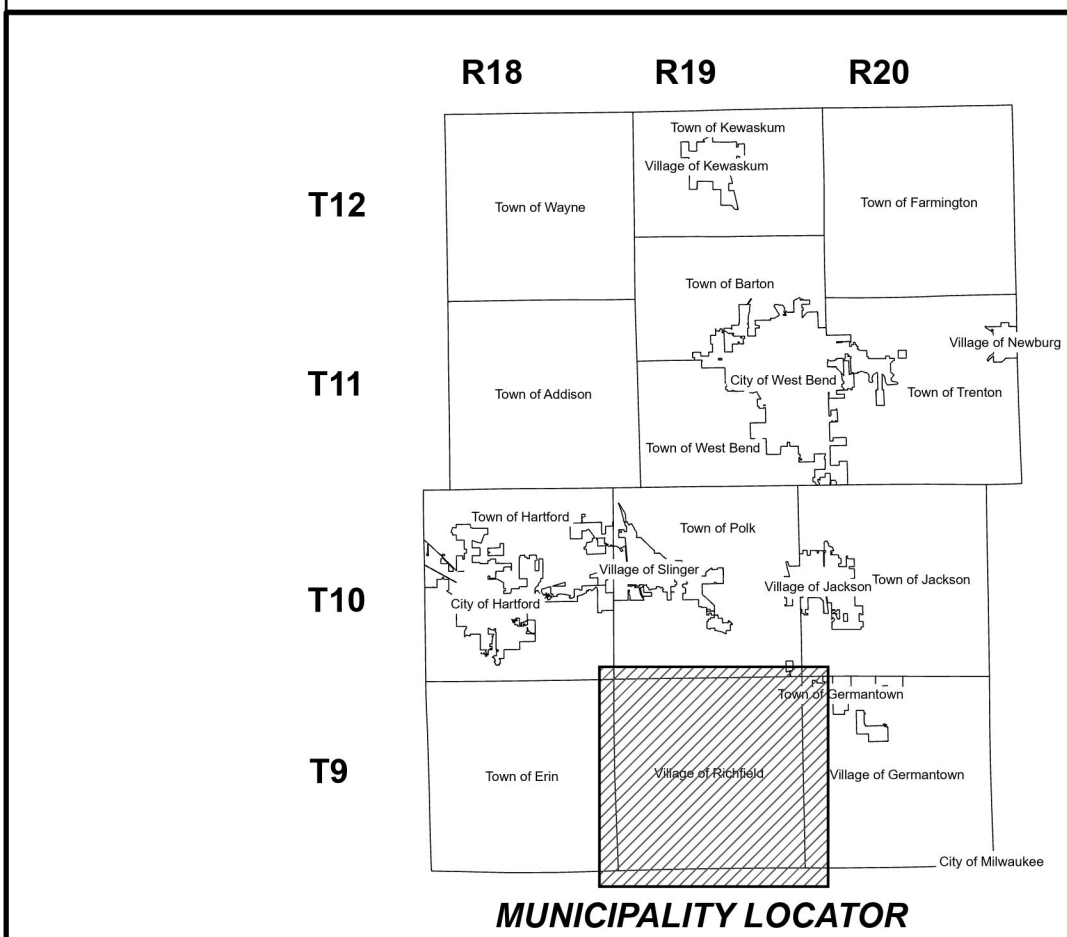 R18 R19 R20
Town of Kewaskum
Village of Kewaskum
T12
Town of Wayne
Town of Farmington
Town of Barton
Village of Newburg
T11
City of West Bend
Town of Addison
Town of Trenton
Town of West Bend
Town of Hartford
Town of Polk
Village of Slinger
Village of Jackson
Town of Jackson
T10
City of Hartford
Town of Germantown
T9
Town of Erin
Village of Richfield
Village of Germantown
City of Milwaukee
MUNICIPALITY LOCATOR